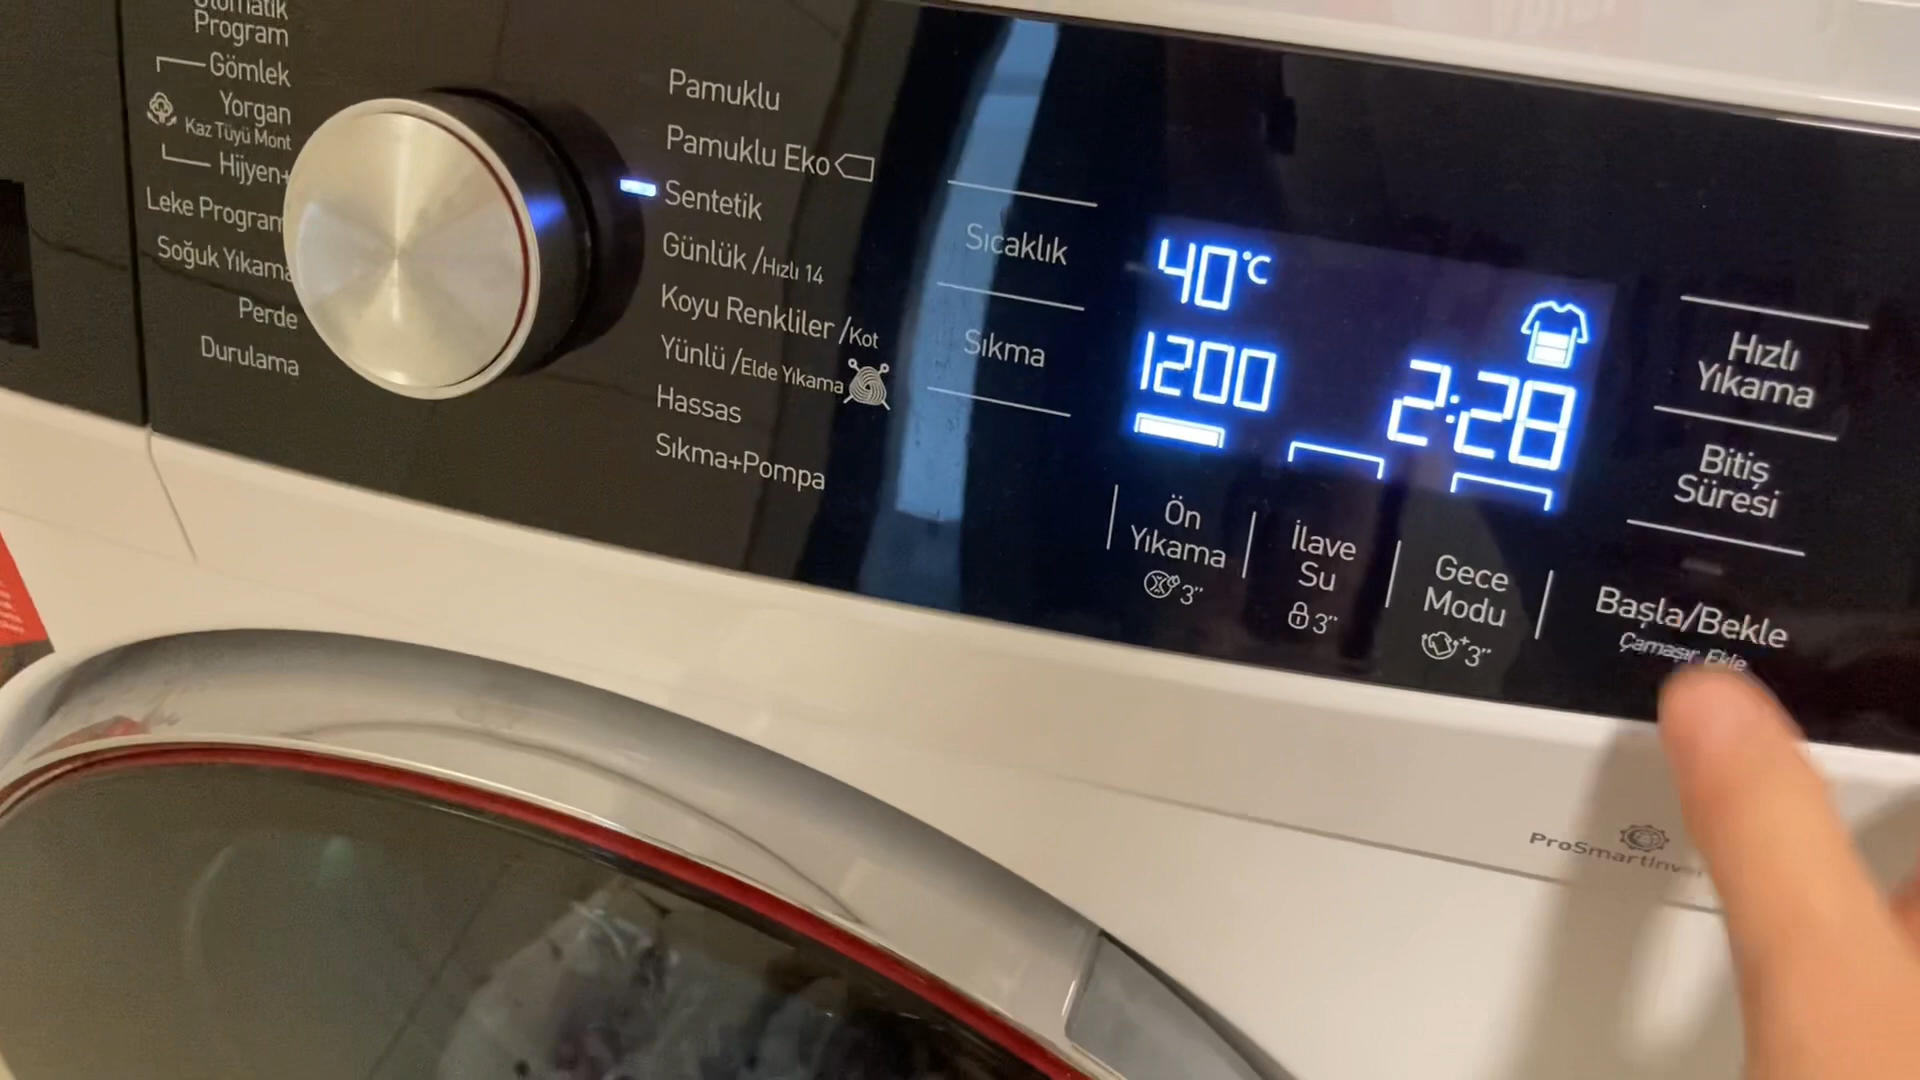 Otomatik
Program
Gömlek
Yorgan
Kaz Tüyü Mont
Hijyen+
Leke Program
Soğuk Yıkama
Perde
Durulama
Pamuklu
Pamuklu Eko
Sentetik
Günlük /Hızlı 14
Koyu Renkliler /Kot
Yünlü /Elde Yıkama
Hassas
Sıkma+Pompa
Sıcaklık
Sıkma
40°C
1200
2:28
Hızlı
Yıkama
Bitiş
Süresi
Ön
Yıkama
3"
İlave
Su
3"
Gece
Modu
3"
Başla/Bekle
Çamaşır Ekle